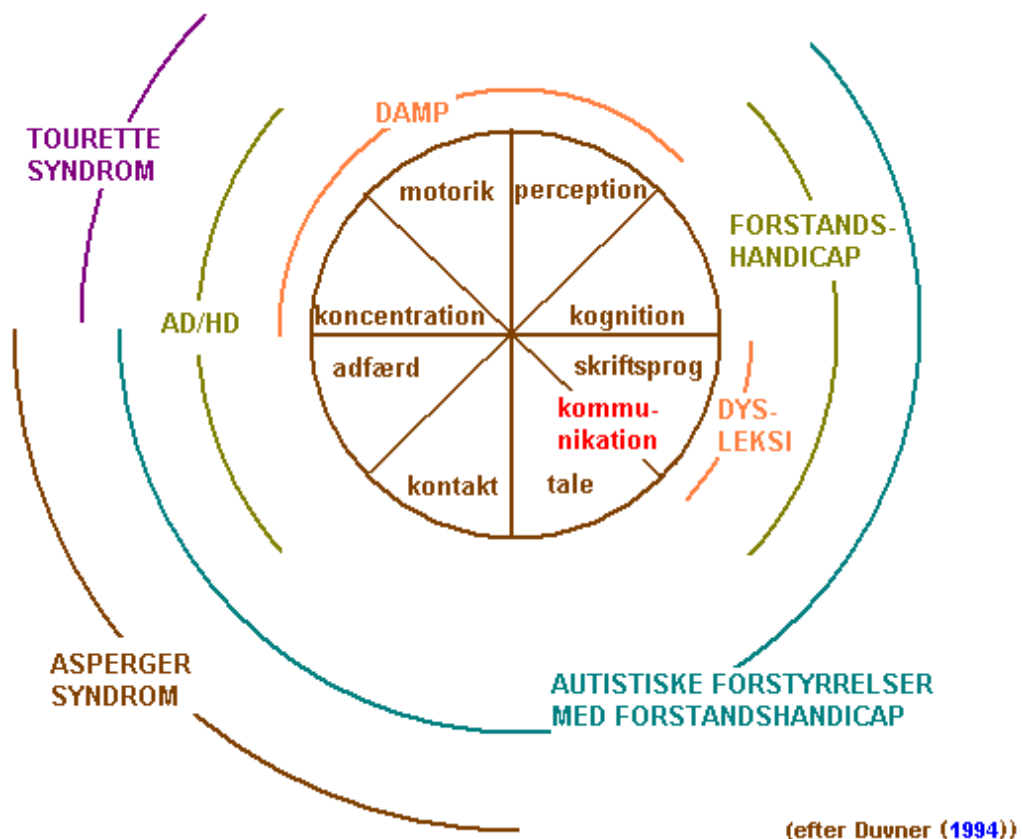 DAMP
TOURETTE
SYNDROM
motorik
perception
FORSTANDS-
HANDICAP
AD/HD
koncentration
kognition
adfærd
skriftsprog
kommu-
nikation
DYS-
LEKSI
kontakt
tale
ASPERGER
SYNDROM
AUTISTISKE FORSTYRRELSER
MED FORSTANDSHANDICAP
(efter Duvner (1994))